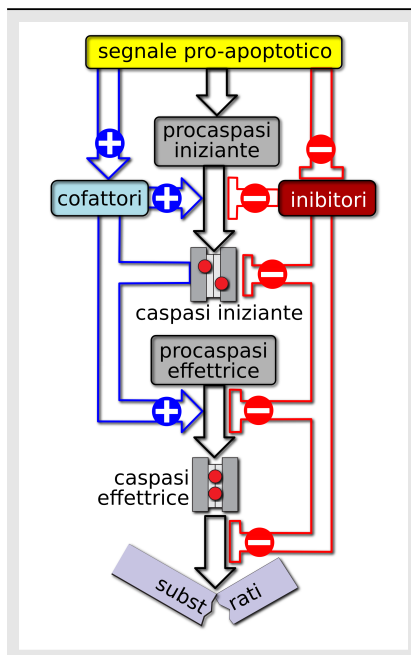 segnale pro-apoptotico
procaspasi
iniziante
cofattori
inibitori
caspasi iniziante
procaspasi
effettrice
caspasi
effettrice
subst rati